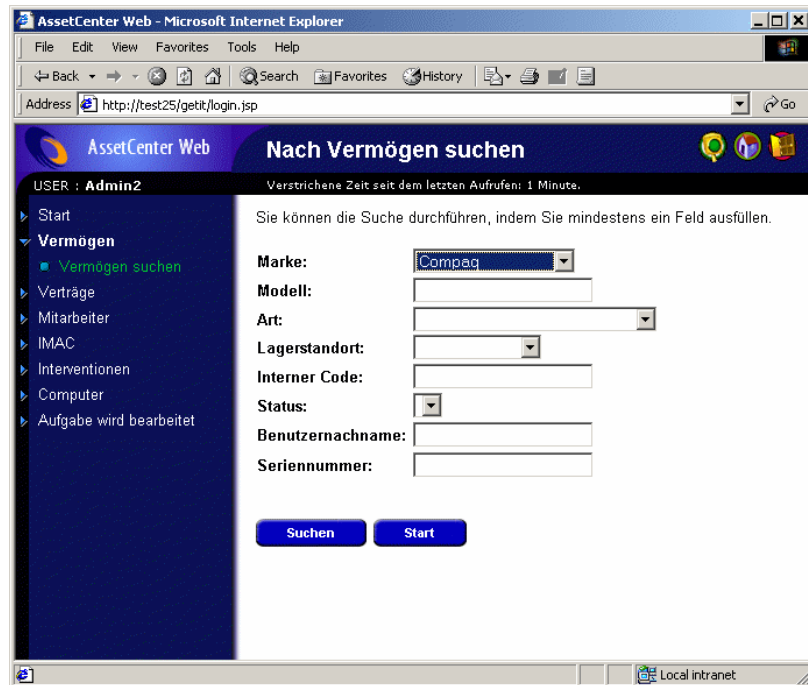 AssetCenter Web - Microsoft Internet Explorer
File Edit View Favorites Tools Help
Back Search Favorites History
Address http://test25/getit/login.jsp Go
AssetCenter Web Nach Vermögen suchen
USER : Admin2 Verstrichene Zeit seit dem letzten Aufrufen: 1 Minute.
Start
Vermögen
Vermögen suchen
Verträge
Mitarbeiter
IMAC
Interventionen
Computer
Aufgabe wird bearbeitet
Sie können die Suche durchführen, indem Sie mindestens ein Feld ausfüllen.
Marke: Compaq
Modell:
Art:
Lagerstandort:
Interner Code:
Status:
Benutzernachname:
Seriennummer:
Suchen Start
Local intranet